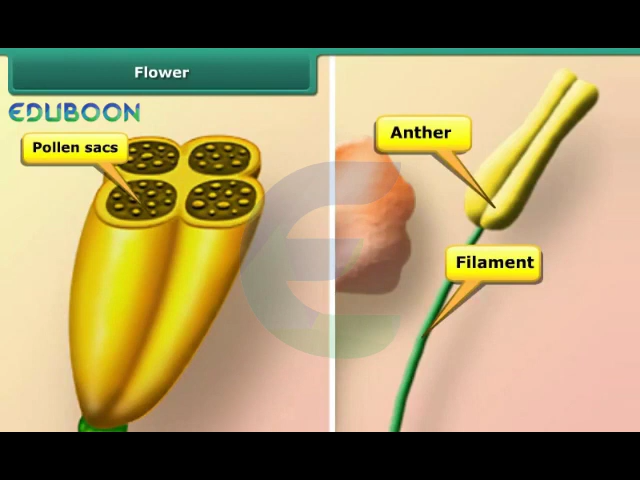 Flower
EDUBOON
Pollen sacs
Anther
Filament